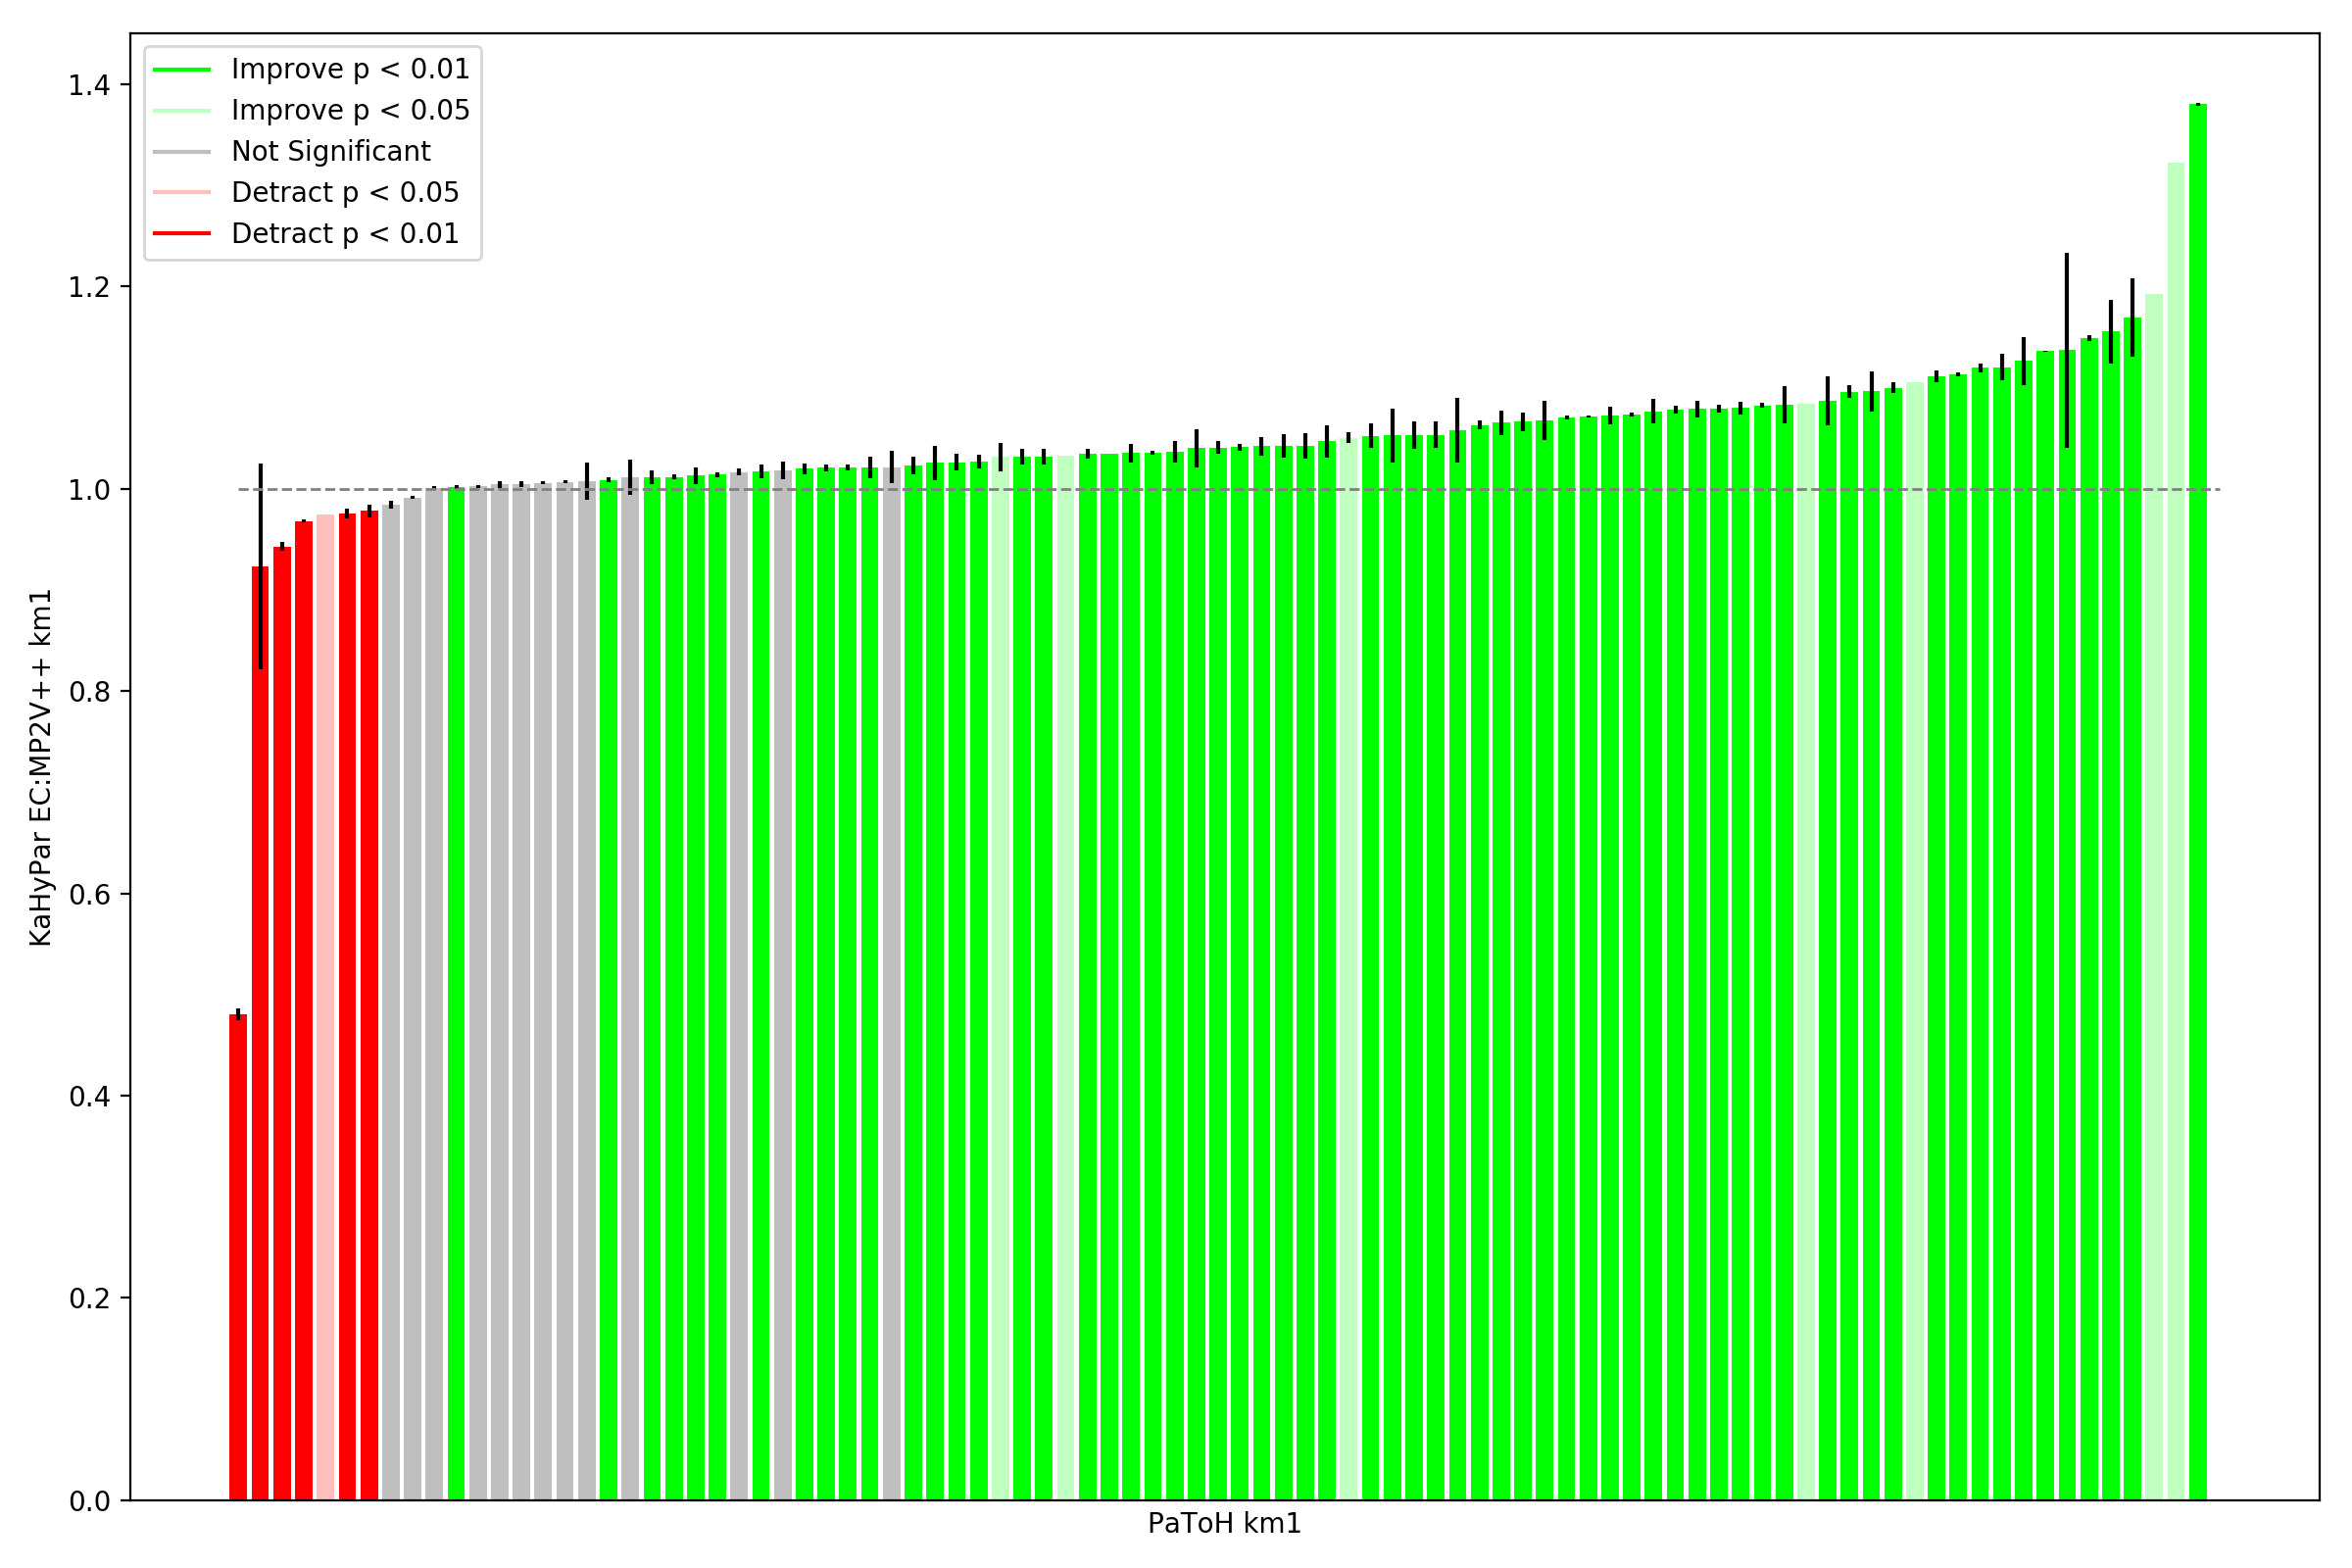 Improve p < 0.01
Improve p < 0.05
Not Significant
Detract p < 0.05
Detract p < 0.01
1.4
1.2
1.0
0.8
0.6
0.4
0.2
0.0
KaHyPar EC:MP2V++ km1
PaToH km1